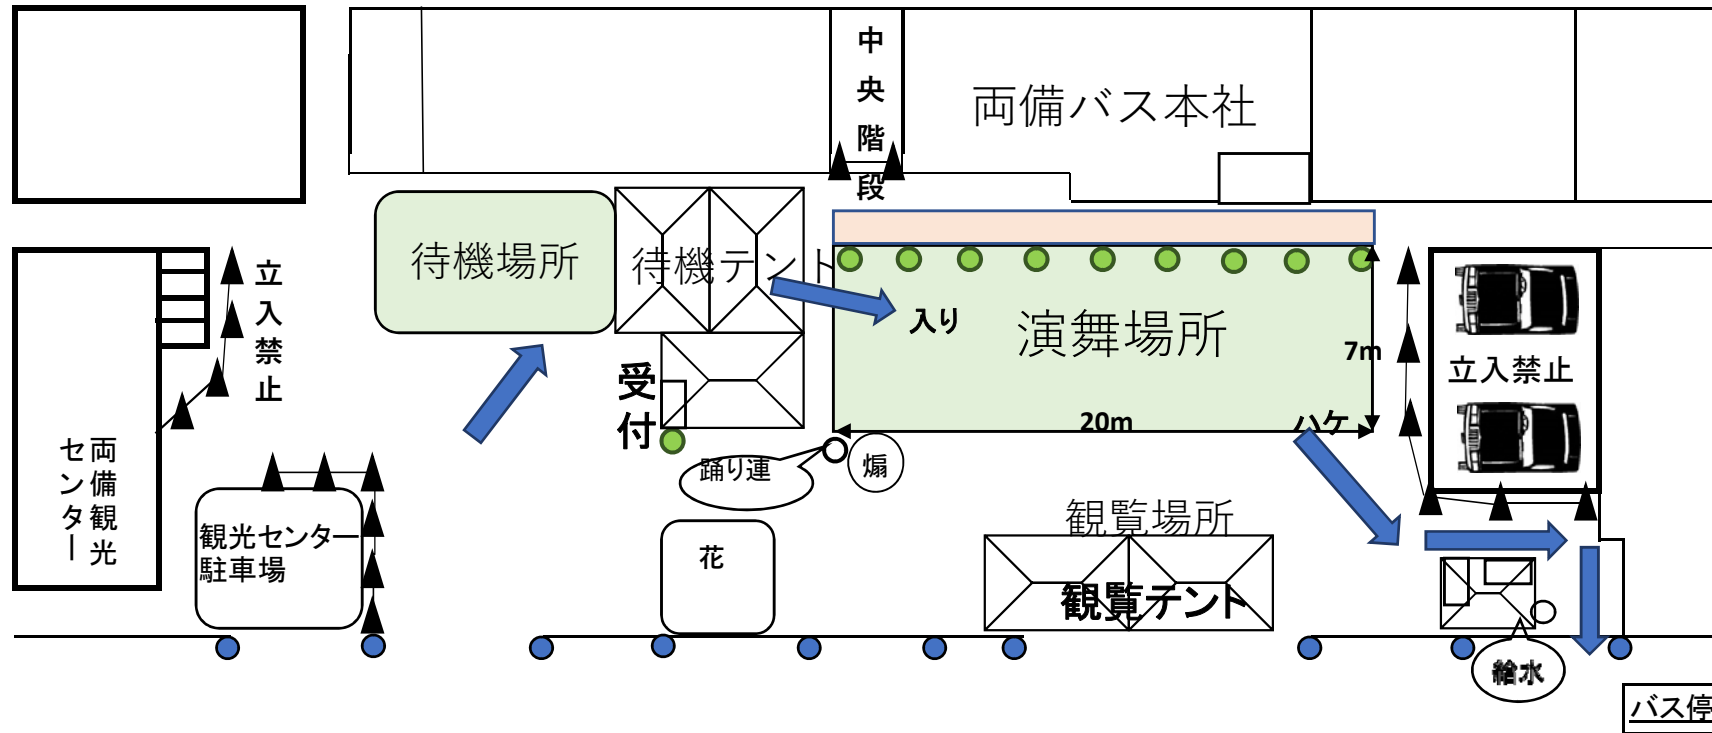 中央階段
両備バス本社
待機場所
待機テント
立入禁止
入り
演舞場所
7m
立入禁止
受付
20m
ハケ
両備観光
センター
踊り連
煽
観覧場所
観光センター
駐車場
花
観覧テント
給水
バス停